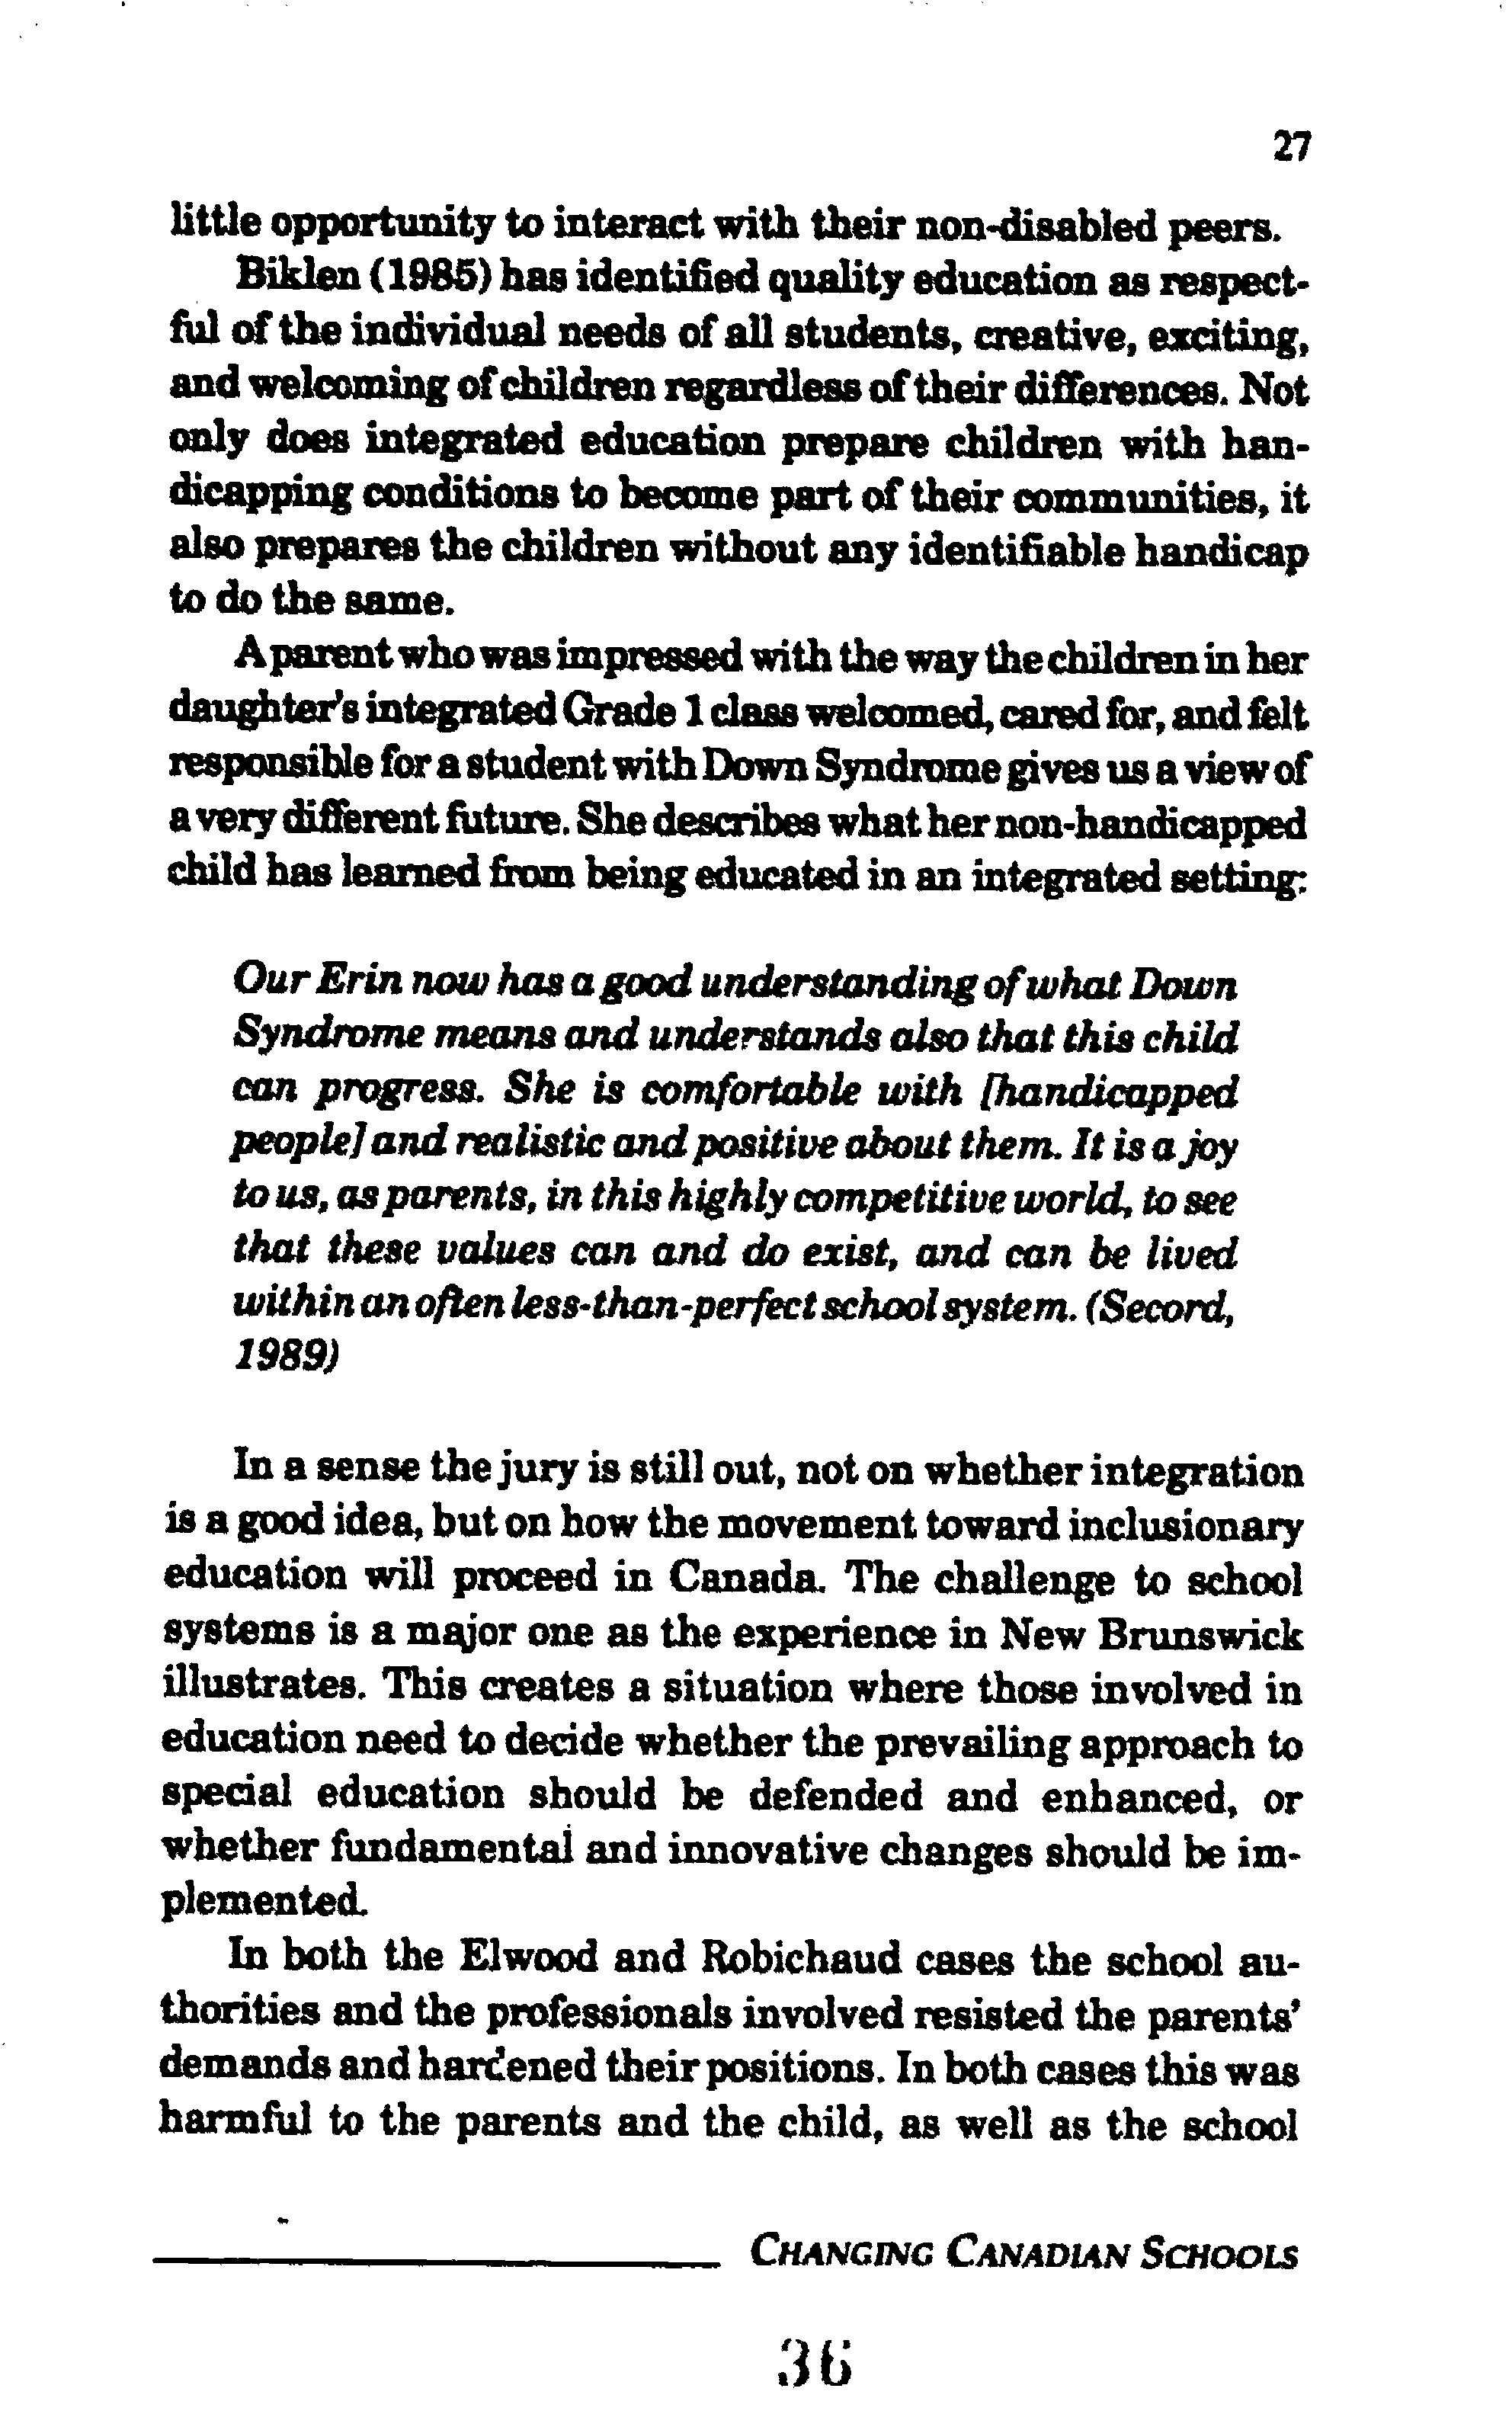 27
little opportunity to interact with their non-disabled peers.
Biklen (1985) has identified quality education as respect-
ful of the individual needs of all students, creative, exciting,
and welcoming of children regardless of their differences. Not
only does integrated education prepare children with han-
dicapping conditions to become part of their communities, it
also prepares the children without any identifiable handicap
to do the same.
A parent who was impressed with the way the children in her
daughter's integrated Grade 1 class welcomed, cared for, and felt
responsible for a student with Down Syndrome gives us a view of
a very different future. She describes what her non-handicapped
child has learned from being educated in an integrated setting:
Our Erin now has a good understanding of what Down
Syndrome means and understands also that this child
can progress. She is comfortable with [handicapped
people] and realistic and positive about them. It is a joy
to us, as parents, in this highly competitive world, to see
that these values can and do exist, and can be lived
within an often less-than-perfect school system. (Secord,
1989)
In a sense the jury is still out, not on whether integration
is a good idea, but on how the movement toward inclusionary
education will proceed in Canada. The challenge to school
systems is a major one as the experience in New Brunswick
illustrates. This creates a situation where those involved in
education need to decide whether the prevailing approach to
special education should be defended and enhanced, or
whether fundamental and innovative changes should be im-
plemented.
In both the Elwood and Robichaud cases the school au-
thorities and the professionals involved resisted the parents'
demands and hardened their positions. In both cases this was
harmful to the parents and the child, as well as the school
CHANGING CANADIAN SCHOOLS
36